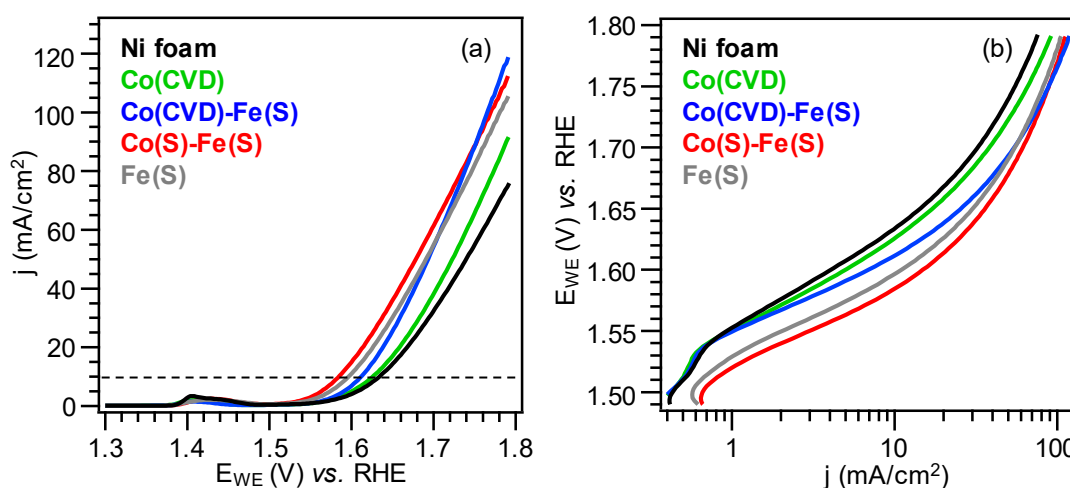 (a)
Ni foam
Co(CVD)
Co(CVD)-Fe(S)
Co(S)-Fe(S)
Fe(S)
j (mA/cm²)
120
100
80
60
40
20
0
1.3
1.4
1.5
1.6
1.7
1.8
E_WE (V) vs. RHE
(b)
Ni foam
Co(CVD)
Co(CVD)-Fe(S)
Co(S)-Fe(S)
Fe(S)
E_WE (V) vs. RHE
1.80
1.75
1.70
1.65
1.60
1.55
1.50
1
10
100
j (mA/cm²)